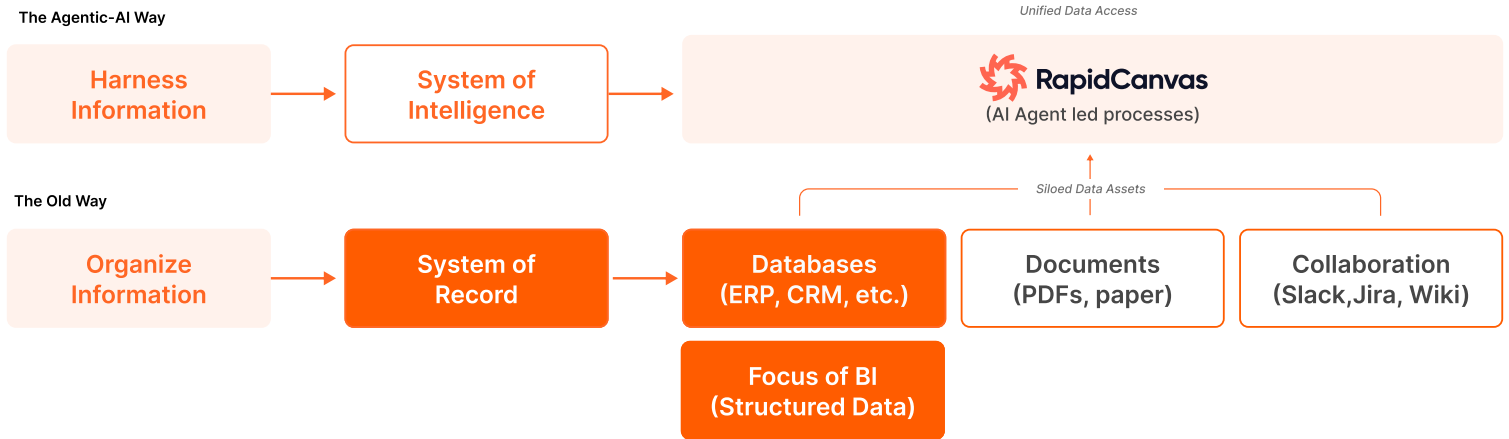 The Agentic-AI Way
Unified Data Access
Harness
Information
System of
Intelligence
RapidCanvas
(AI Agent led processes)
The Old Way
Siloed Data Assets
Organize
Information
System of
Record
Databases
(ERP, CRM, etc.)
Documents
(PDFs, paper)
Collaboration
(Slack,Jira, Wiki)
Focus of BI
(Structured Data)